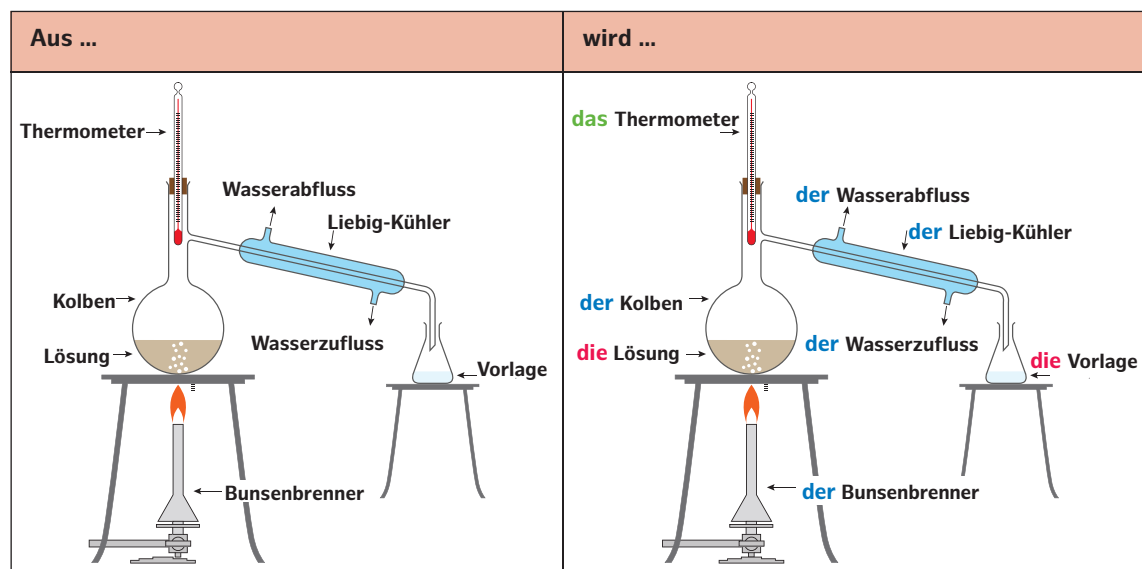 Aus ...
wird ...
Thermometer
Wasserabfluss
Liebig-Kühler
Kolben
Wasserzufluss
Lösung
Vorlage
Bunsenbrenner
das Thermometer
der Wasserabfluss
der Liebig-Kühler
der Kolben
der Wasserzufluss
die Lösung
die Vorlage
der Bunsenbrenner